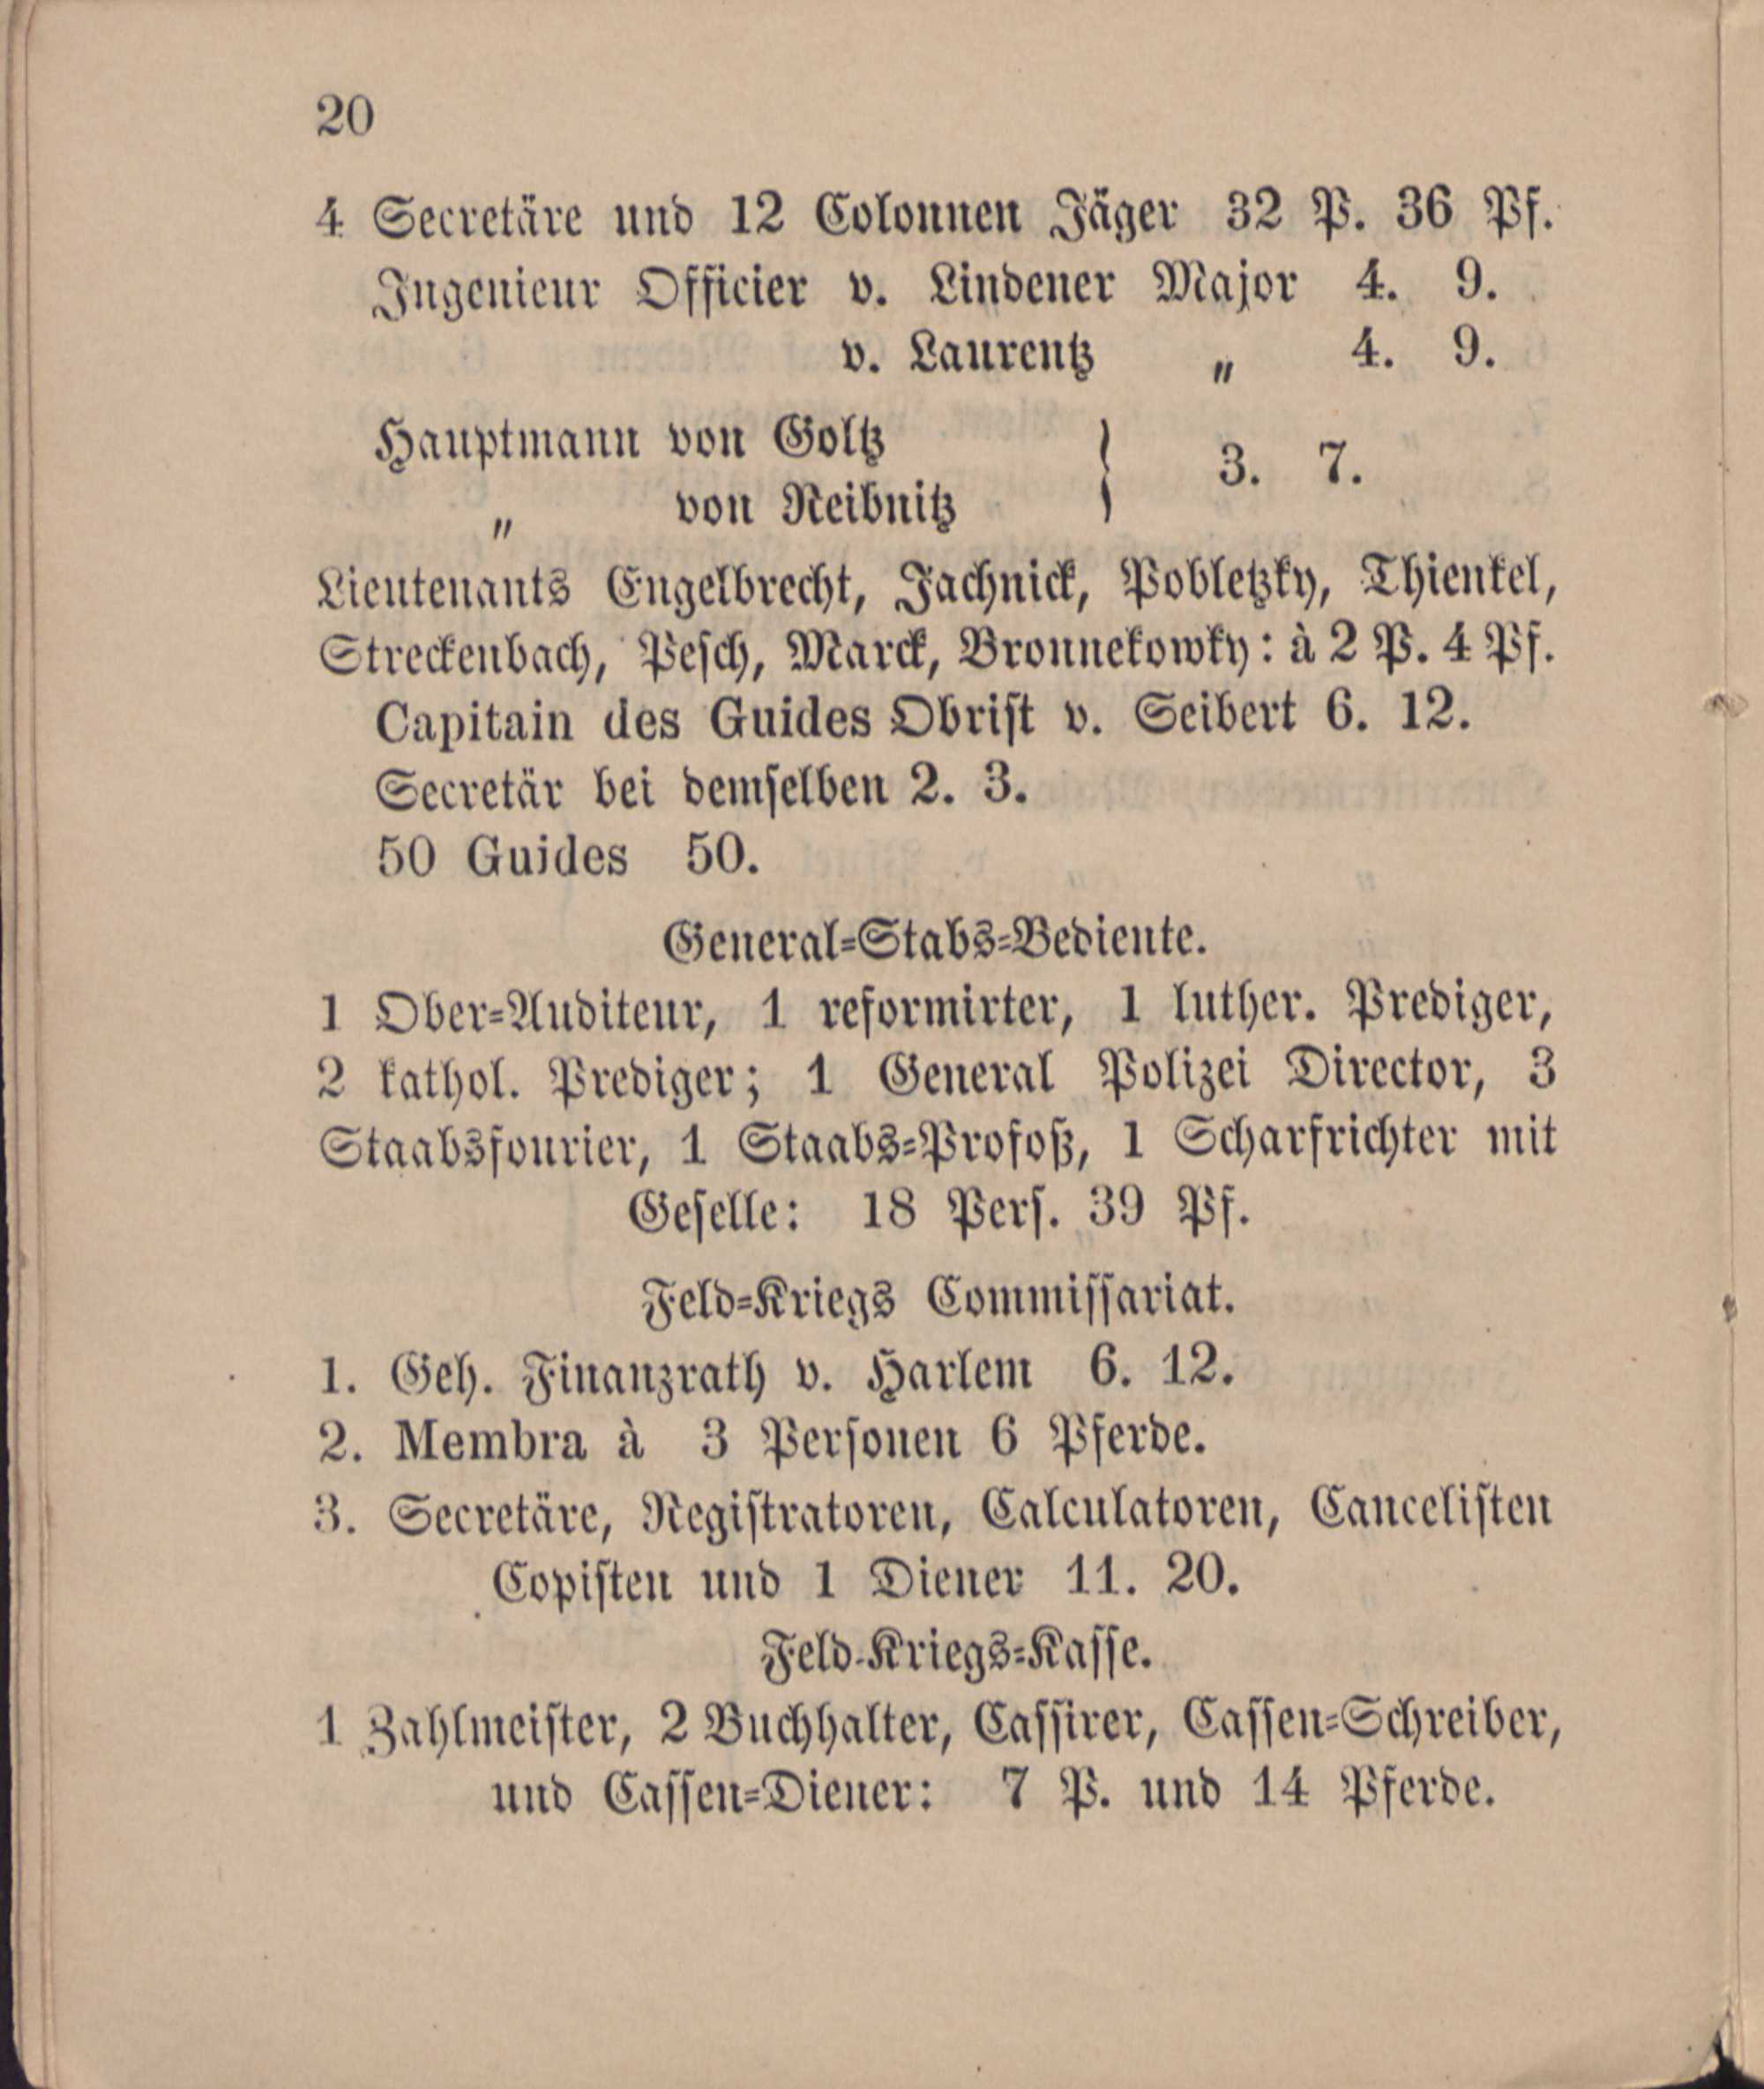 20
4 Secretäre und 12 Colonnen Jäger 32 P. 36 Pf.
Ingenieur Officier v. Lindener Major 4. 9.
v. Laurentz „ 4. 9.
Hauptmann von Goltz
„ von Reibnitz } 3. 7.
Lieutenants Engelbrecht, Jachnick, Pobletzky, Thienkel,
Streckenbach, Pesch, Marck, Bronnekowky: à 2 P. 4 Pf.
Capitain des Guides Obrist v. Seibert 6. 12.
Secretär bei demselben 2. 3.
50 Guides 50.
General-Stabs-Bediente.
1 Ober-Auditeur, 1 reformirter, 1 luther. Prediger,
2 kathol. Prediger; 1 General Polizei Director, 3
Staabsfourier, 1 Staabs-Profoß, 1 Scharfrichter mit
Geselle: 18 Pers. 39 Pf.
Feld-Kriegs Commissariat.
1. Geh. Finanzrath v. Harlem 6. 12.
2. Membra à 3 Personen 6 Pferde.
3. Secretäre, Registratoren, Calculatoren, Cancelisten
Copisten und 1 Diener 11. 20.
Feld-Kriegs-Kasse.
1 Zahlmeister, 2 Buchhalter, Cassirer, Cassen-Schreiber,
und Cassen-Diener: 7 P. und 14 Pferde.